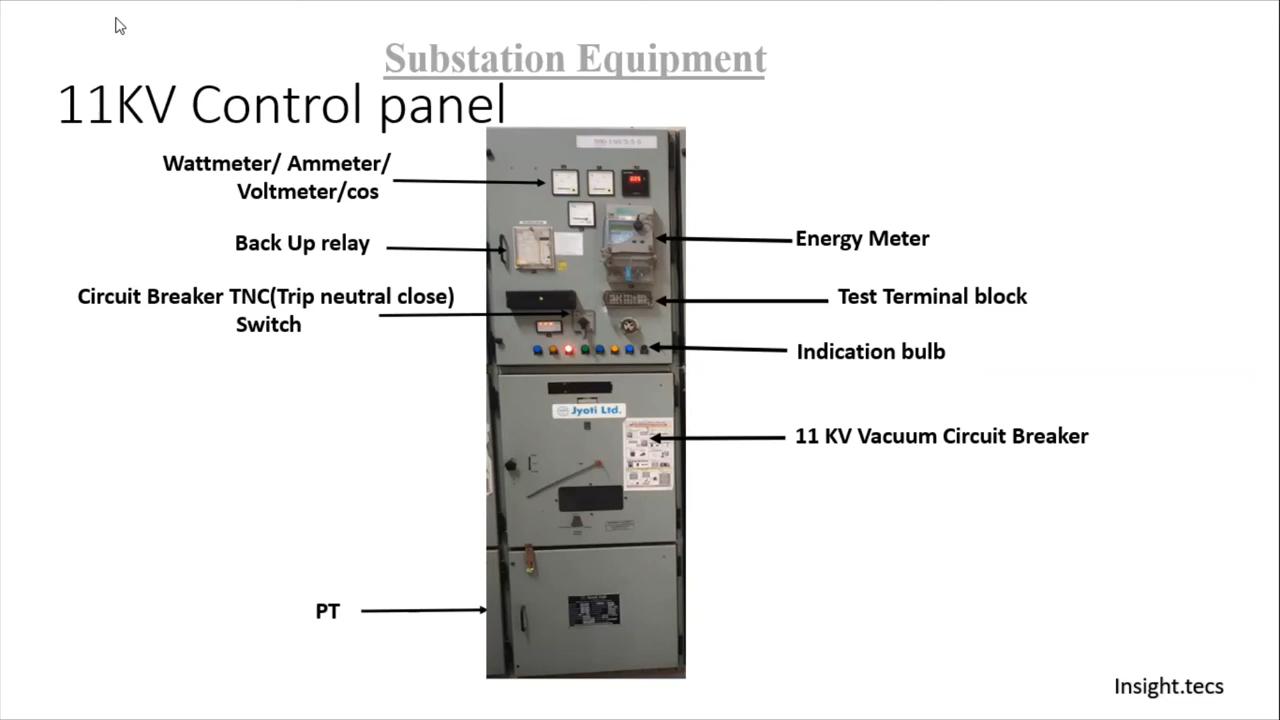 Substation Equipment
11KV Control panel
Wattmeter/ Ammeter/
Voltmeter/cos
Back Up relay
Energy Meter
Circuit Breaker TNC(Trip neutral close)
Switch
Test Terminal block
Indication bulb
Jyoti Ltd.
11 KV Vacuum Circuit Breaker
PT
Insight.tecs